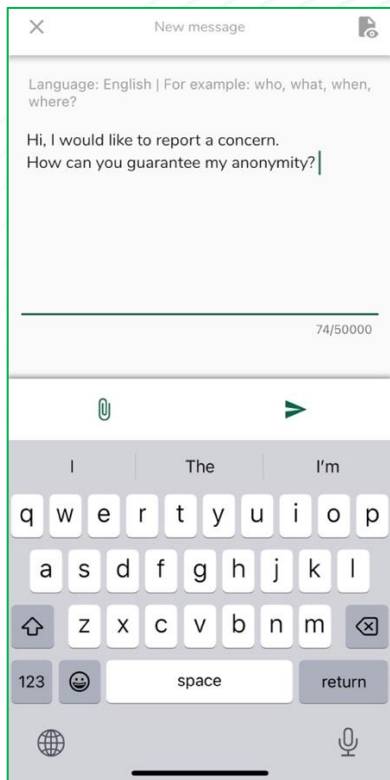 New message
Language: English | For example: who, what, when,
where?
Hi, I would like to report a concern.
How can you guarantee my anonymity?
74/50000
I The I'm
q w e r t y u i o p
a s d f g h j k l
z x c v b n m
123 space return